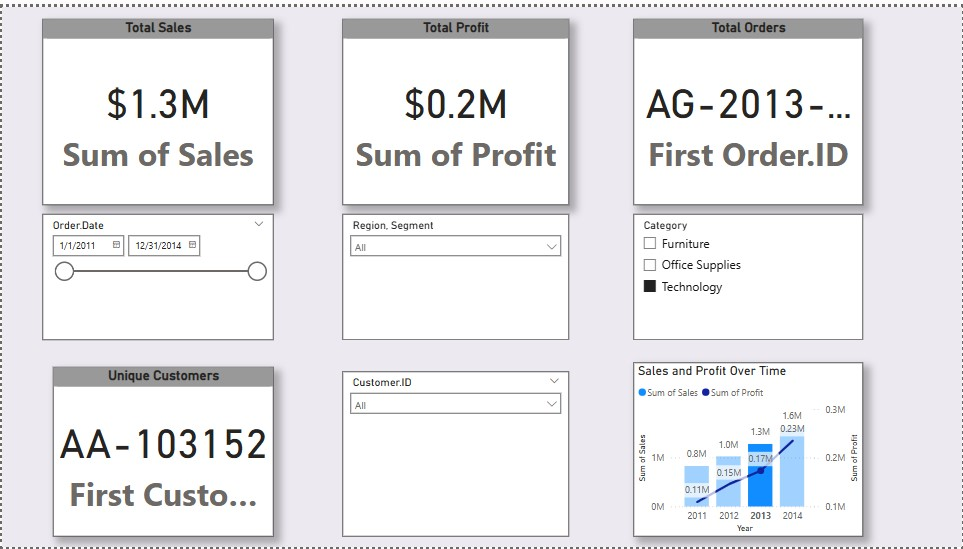 Total Sales
$1.3M
Sum of Sales
Total Profit
$0.2M
Sum of Profit
Total Orders
AG-2013-...
First Order.ID
Order.Date
1/1/2011
12/31/2014
Region, Segment
All
Category
Furniture
Office Supplies
Technology
Unique Customers
AA-103152
First Custo...
Customer.ID
All
Sales and Profit Over Time
Sum of Sales
Sum of Profit
Sum of Sales
1M
0M
0.8M
1.0M
1.3M
1.6M
0.11M
0.15M
0.17M
0.23M
0.3M
0.2M
0.1M
Sum of Profit
2011
2012
2013
2014
Year